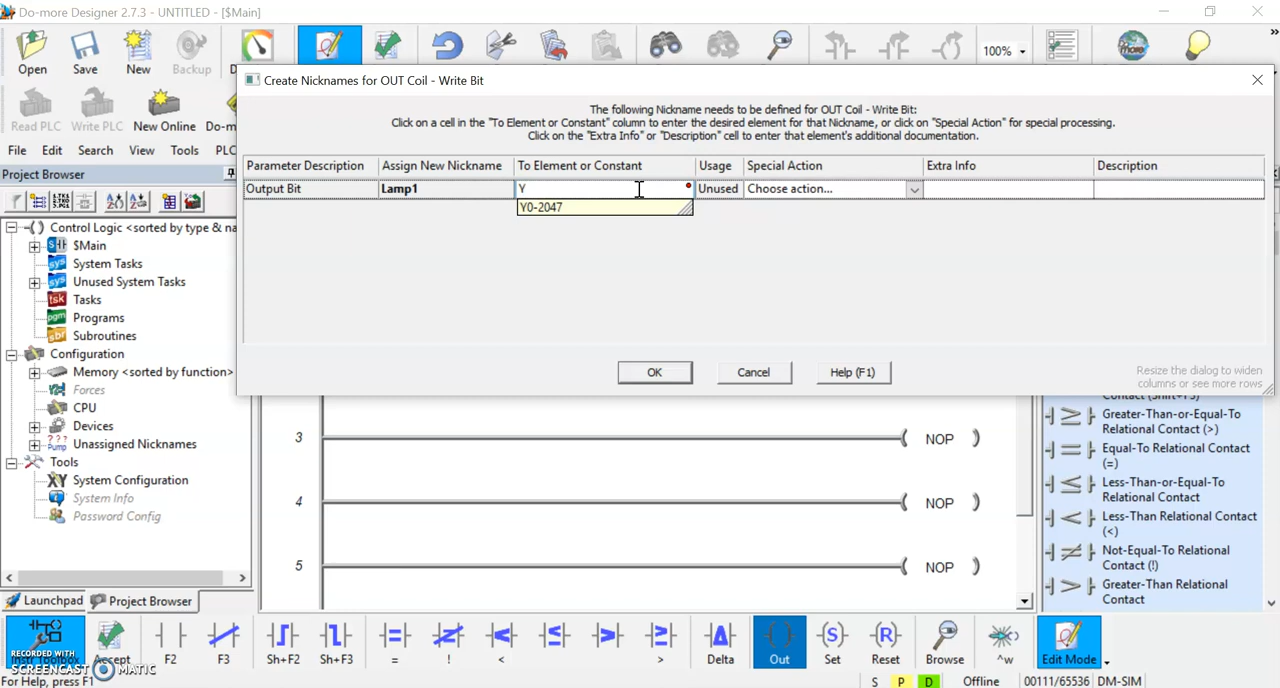 Do-more Designer 2.7.3 - UNTITLED - [$Main]
Open Save New Backup D
100%
Read PLC Write PLC New Online Do-m
File Edit Search View Tools PLC
Project Browser
Create Nicknames for OUT Coil - Write Bit
The following Nickname needs to be defined for OUT Coil - Write Bit:
Click on a cell in the "To Element or Constant" column to enter the desired element for that Nickname, or click on "Special Action" for special processing.
Click on the "Extra Info" or "Description" cell to enter that element's additional documentation.
Parameter Description Assign New Nickname To Element or Constant Usage Special Action Extra Info Description
Output Bit Lamp1 Y Unused Choose action...
Y0-2047
OK Cancel Help (F1)
Resize the dialog to widen
columns or see more rows
Control Logic <sorted by type & na
$Main
System Tasks
Unused System Tasks
Tasks
Programs
Subroutines
Configuration
Memory <sorted by function>
Forces
CPU
Devices
Unassigned Nicknames
Tools
System Configuration
System Info
Password Config
Launchpad Project Browser
3 NOP
4 NOP
5 NOP
Contact (Shift+F3)
Greater-Than-or-Equal-To
Relational Contact (>)
Equal-To Relational Contact
(=)
Less-Than-or-Equal-To
Relational Contact
Less-Than Relational Contact
(<)
Not-Equal-To Relational
Contact (!)
Greater-Than Relational
Contact
Instr Toolbox Accept F2 F3 Sh+F2 Sh+F3 = ! < > Delta Out Set Reset Browse ^w Edit Mode
RECORDED WITH
SCREENCAST MATIC
For Help, press F1
S P D Offline 00111/65536 DM-SIM